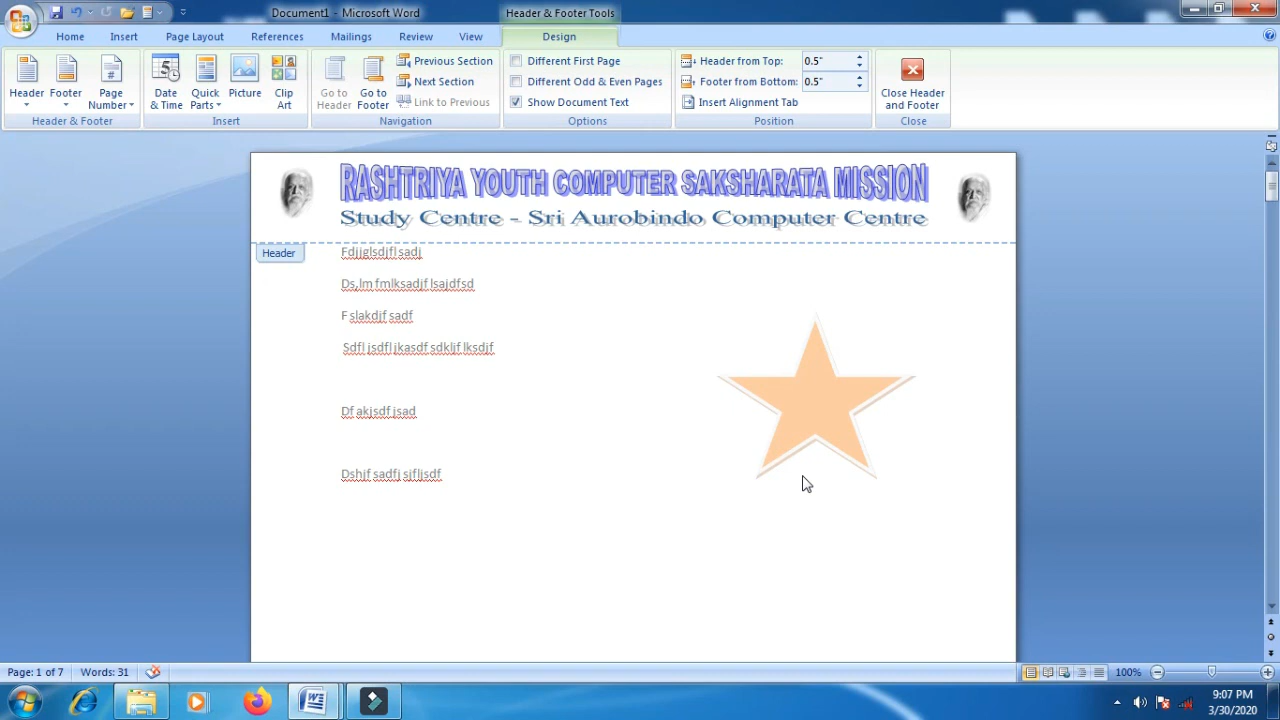 Document1 - Microsoft Word
Header & Footer Tools
Home Insert Page Layout References Mailings Review View Design
Header Footer Page Number
Header & Footer
Date & Time Quick Parts Picture Clip Art
Insert
Go to Header Go to Footer
Previous Section
Next Section
Link to Previous
Navigation
Different First Page
Different Odd & Even Pages
Show Document Text
Options
Header from Top: 0.5"
Footer from Bottom: 0.5"
Insert Alignment Tab
Position
Close Header and Footer
Close
RASHTRIYA YOUTH COMPUTER SAKSHARATA MISSION
Study Centre - Sri Aurobindo Computer Centre
Header
Fdjjglsdjfl sadj
Ds,lm fmlksadjf lsajdfsd
F slakdjf sadf
Sdfl jsdfl jkasdf sdkljf lksdjf
Df akjsdf jsad
Dshjf sadfj sjfljsdf
Page: 1 of 7 Words: 31 100%
9:07 PM
3/30/2020